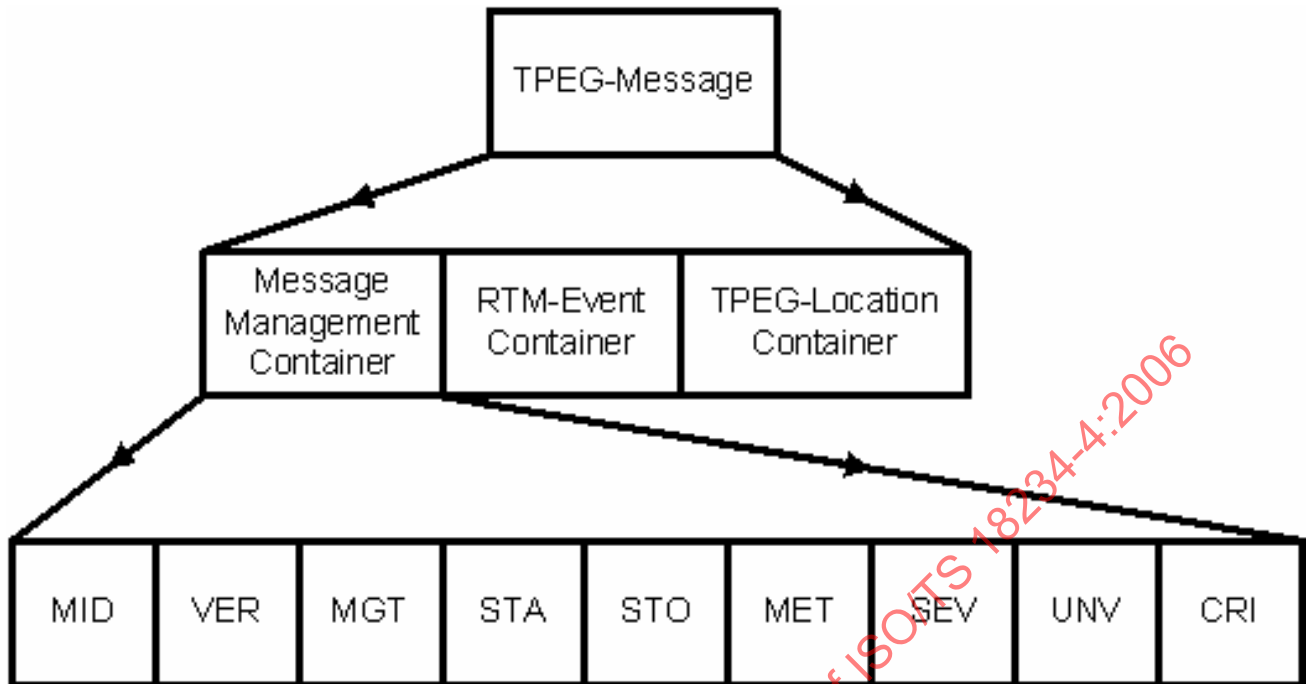 TPEG-Message
Message
Management
Container
RTM-Event
Container
TPEG-Location
Container
MID
VER
MGT
STA
STO
MET
SEV
UNV
CRI
f ISO/TS 18234-4:2006